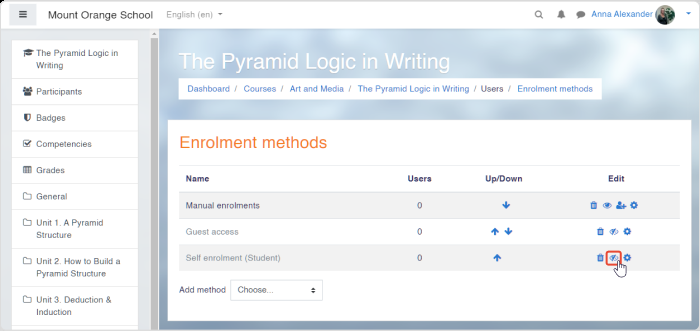 Mount Orange School English (en) Anna Alexander
The Pyramid Logic in
Writing
Participants
Badges
Competencies
Grades
General
Unit 1. A Pyramid
Structure
Unit 2. How to Build a
Pyramid Structure
Unit 3. Deduction &
Induction
The Pyramid Logic in Writing
Dashboard / Courses / Art and Media / The Pyramid Logic in Writing / Users / Enrolment methods
Enrolment methods
Name Users Up/Down Edit
Manual enrolments 0
Guest access 0
Self enrolment (Student) 0
Add method Choose...